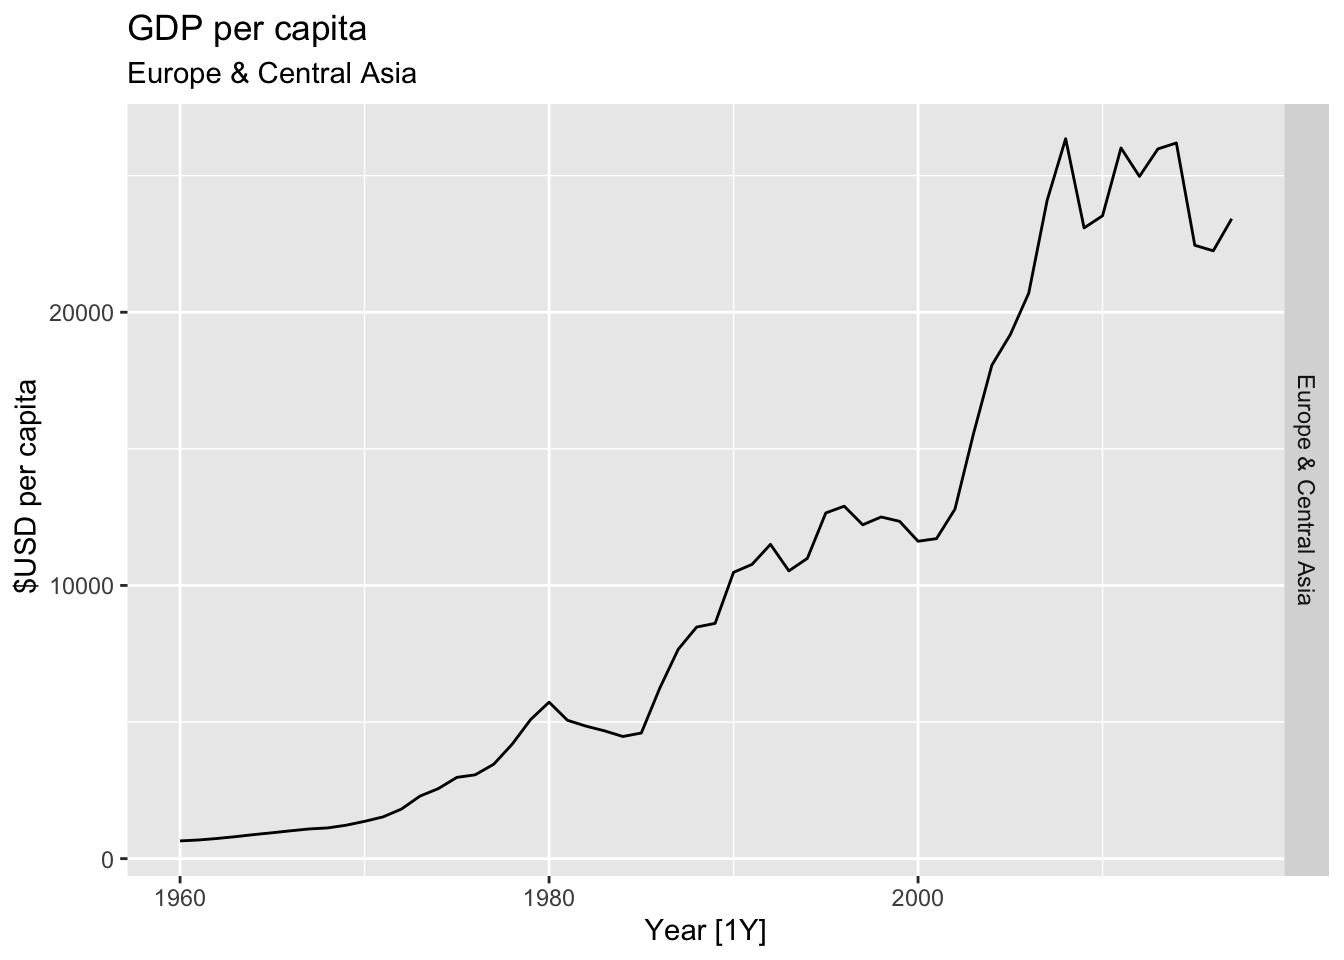 GDP per capita
Europe & Central Asia
$USD per capita
20000
10000
0
1960
1980
2000
Year [1Y]
Europe & Central Asia